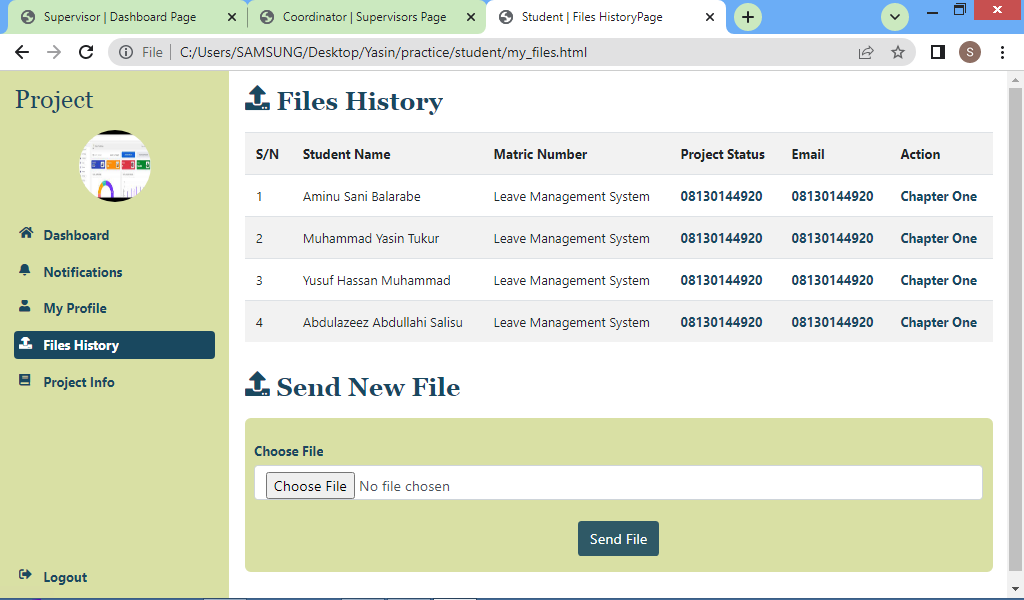 Supervisor | Dashboard Page
Coordinator | Supervisors Page
Student | Files HistoryPage
File
C:/Users/SAMSUNG/Desktop/Yasin/practice/student/my_files.html
S
Project
Dashboard
Notifications
My Profile
Files History
Project Info
Logout
Files History
S/N Student Name Matric Number Project Status Email Action
1 Aminu Sani Balarabe Leave Management System 08130144920 08130144920 Chapter One
2 Muhammad Yasin Tukur Leave Management System 08130144920 08130144920 Chapter One
3 Yusuf Hassan Muhammad Leave Management System 08130144920 08130144920 Chapter One
4 Abdulazeez Abdullahi Salisu Leave Management System 08130144920 08130144920 Chapter One
Send New File
Choose File
Choose File No file chosen
Send File